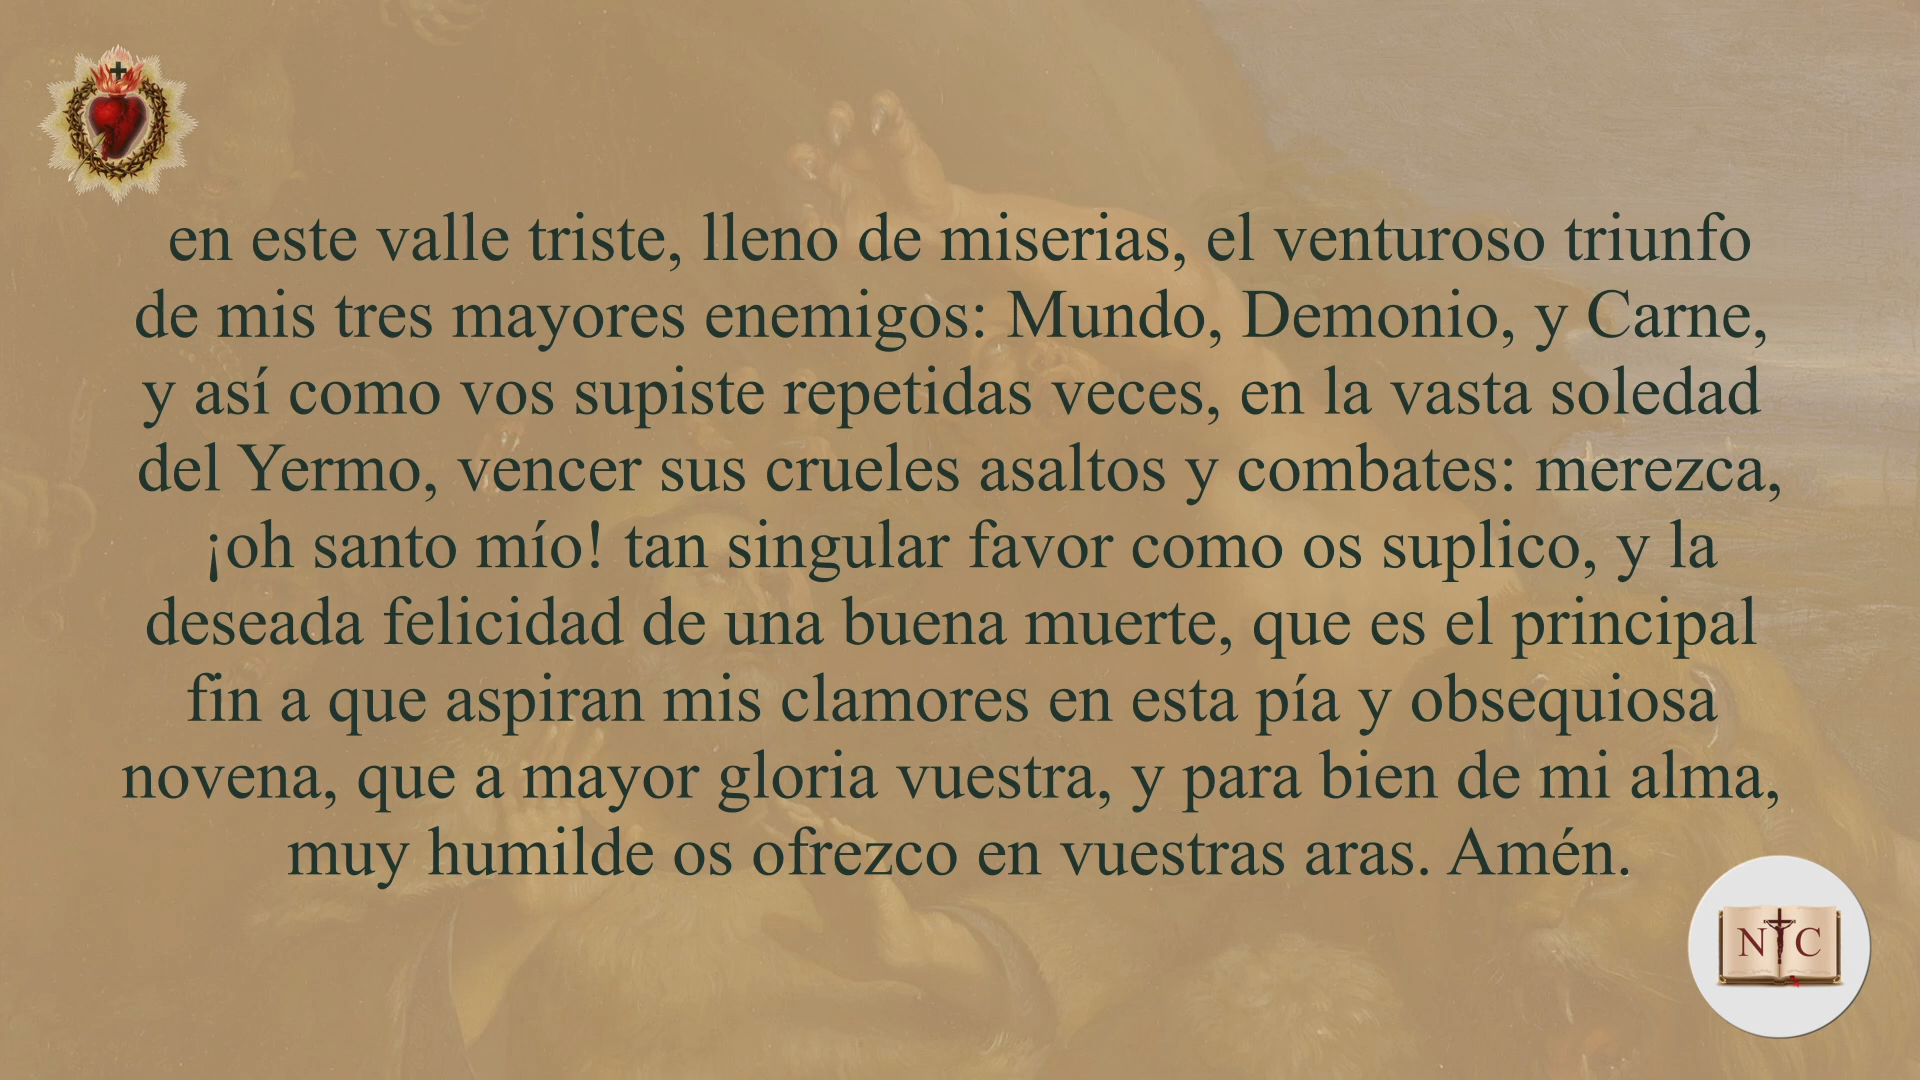 en este valle triste, lleno de miserias, el venturoso triunfo
de mis tres mayores enemigos: Mundo, Demonio, y Carne,
y así como vos supiste repetidas veces, en la vasta soledad
del Yermo, vencer sus crueles asaltos y combates: merezca,
¡oh santo mío! tan singular favor como os suplico, y la
deseada felicidad de una buena muerte, que es el principal
fin a que aspiran mis clamores en esta pía y obsequiosa
novena, que a mayor gloria vuestra, y para bien de mi alma,
muy humilde os ofrezco en vuestras aras. Amén.
N C